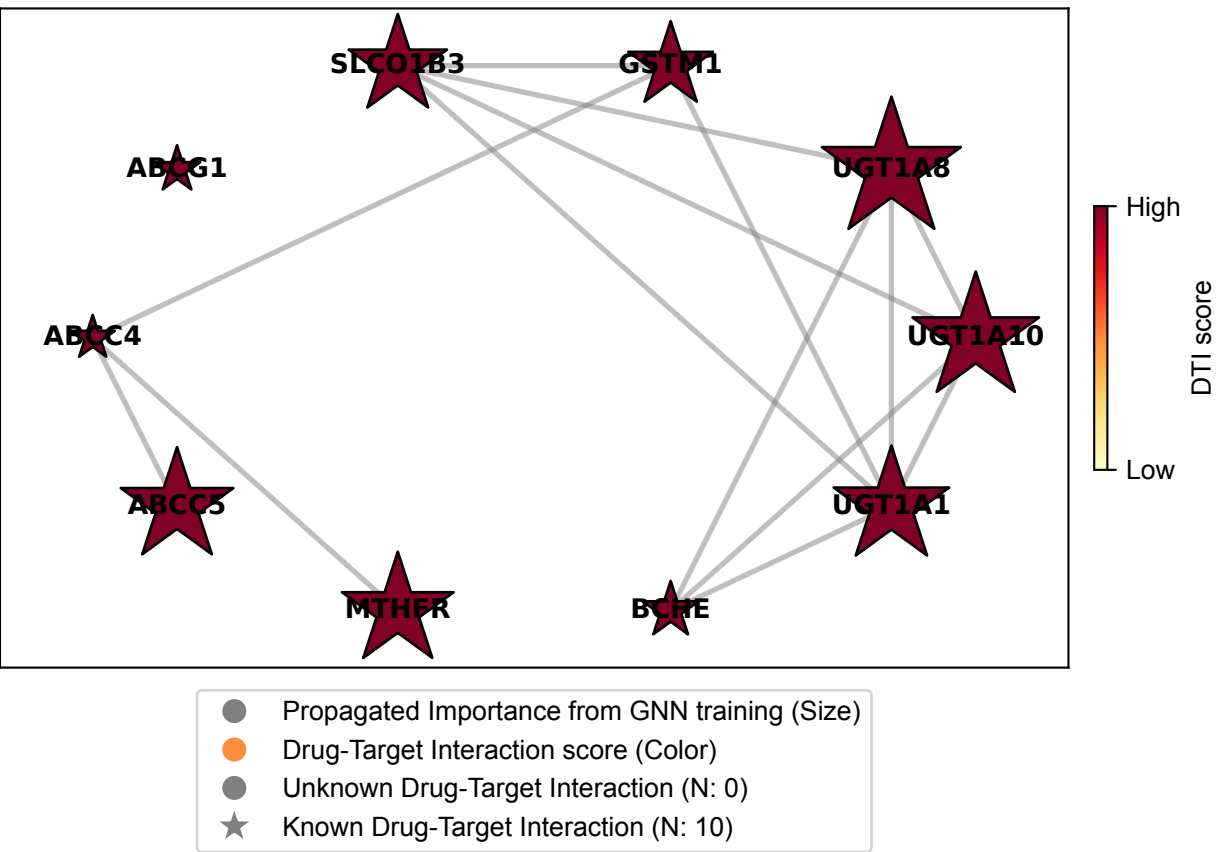 SLCO1B3
GSTM1
ABCG1
UGT1A8
ABCC4
UGT1A10
ABCC5
UGT1A1
MTHFR
BCHE
High
DTI score
Low
Propagated Importance from GNN training (Size)
Drug-Target Interaction score (Color)
Unknown Drug-Target Interaction (N: 0)
Known Drug-Target Interaction (N: 10)